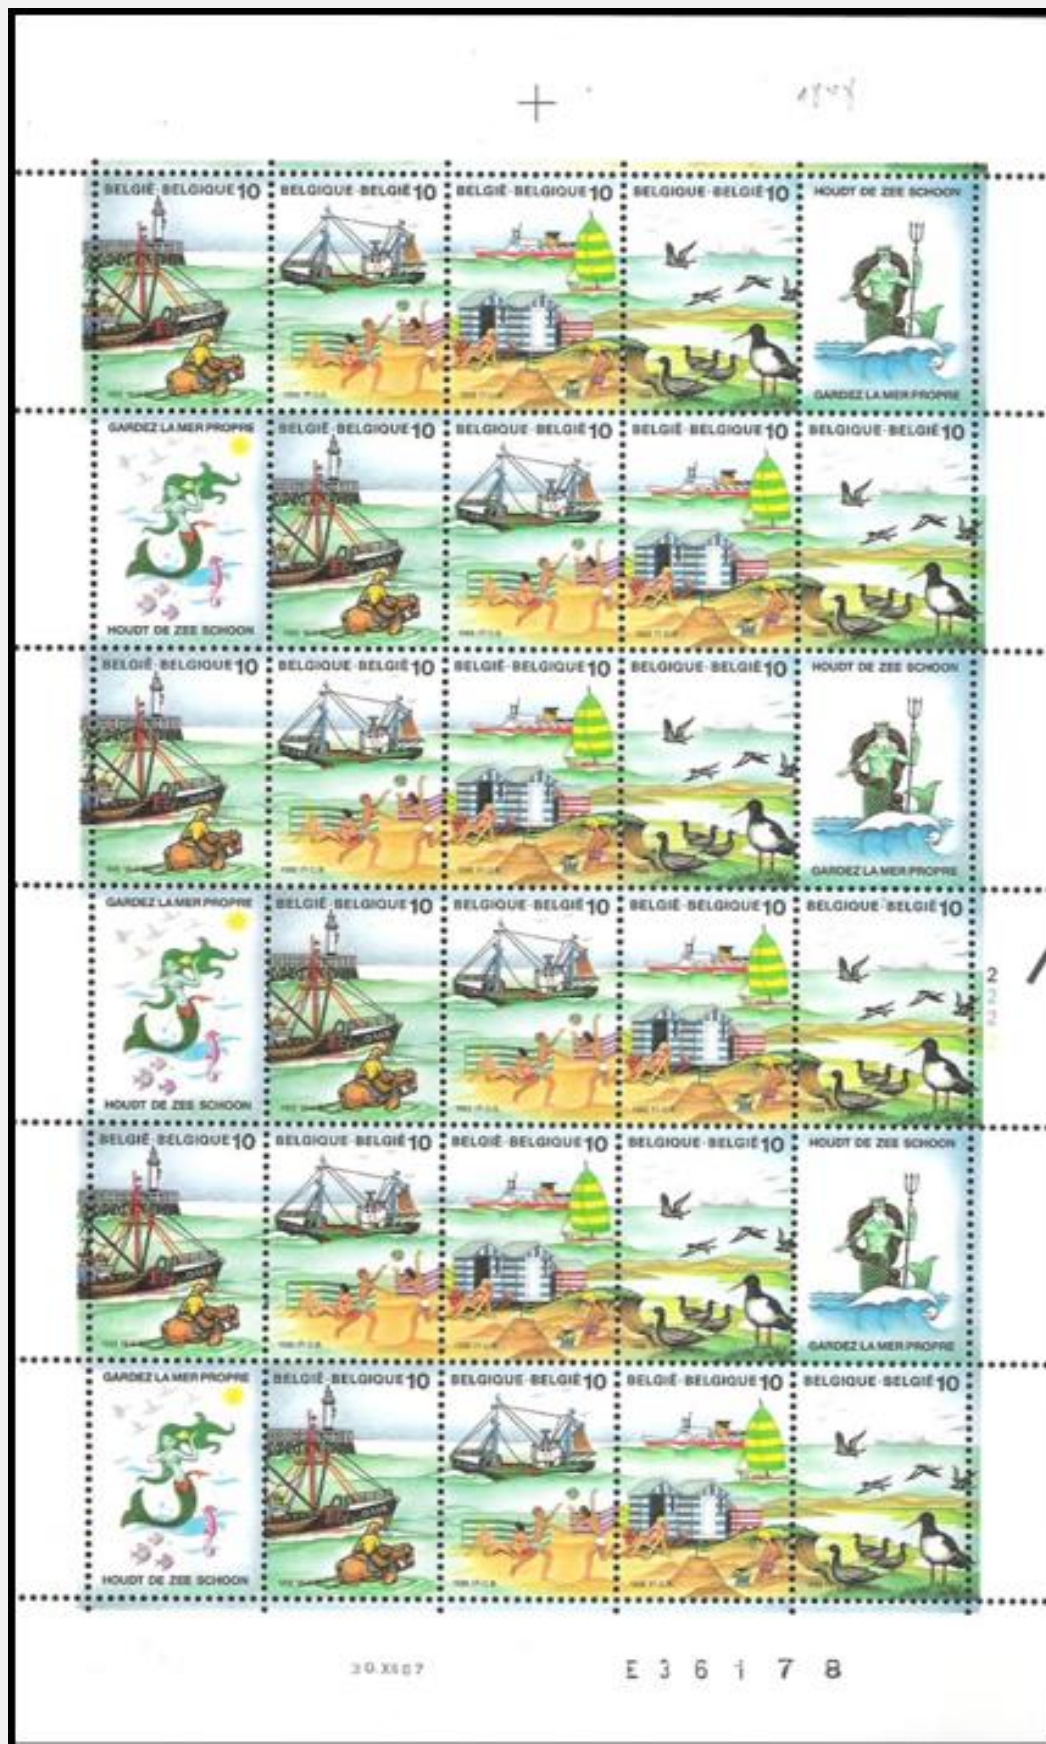 BELGIË-BELGIQUE 10 BELGIQUE-BELGIË 10 BELGIË-BELGIQUE 10 BELGIQUE-BELGIË 10 HOUDT DE ZEE SCHOON
GARDEZ LA MER PROPRE
GARDEZ LA MER PROPRE BELGIË-BELGIQUE 10 BELGIQUE-BELGIË 10 BELGIË-BELGIQUE 10 BELGIQUE-BELGIË 10
HOUDT DE ZEE SCHOON
BELGIË-BELGIQUE 10 BELGIQUE-BELGIË 10 BELGIË-BELGIQUE 10 BELGIQUE-BELGIË 10 HOUDT DE ZEE SCHOON
GARDEZ LA MER PROPRE
GARDEZ LA MER PROPRE BELGIË-BELGIQUE 10 BELGIQUE-BELGIË 10 BELGIË-BELGIQUE 10 BELGIQUE-BELGIË 10
2
2
2
2
HOUDT DE ZEE SCHOON
BELGIË-BELGIQUE 10 BELGIQUE-BELGIË 10 BELGIË-BELGIQUE 10 BELGIQUE-BELGIË 10 HOUDT DE ZEE SCHOON
GARDEZ LA MER PROPRE
GARDEZ LA MER PROPRE BELGIË-BELGIQUE 10 BELGIQUE-BELGIË 10 BELGIË-BELGIQUE 10 BELGIQUE-BELGIË 10
HOUDT DE ZEE SCHOON
E 3 6 1 7 8